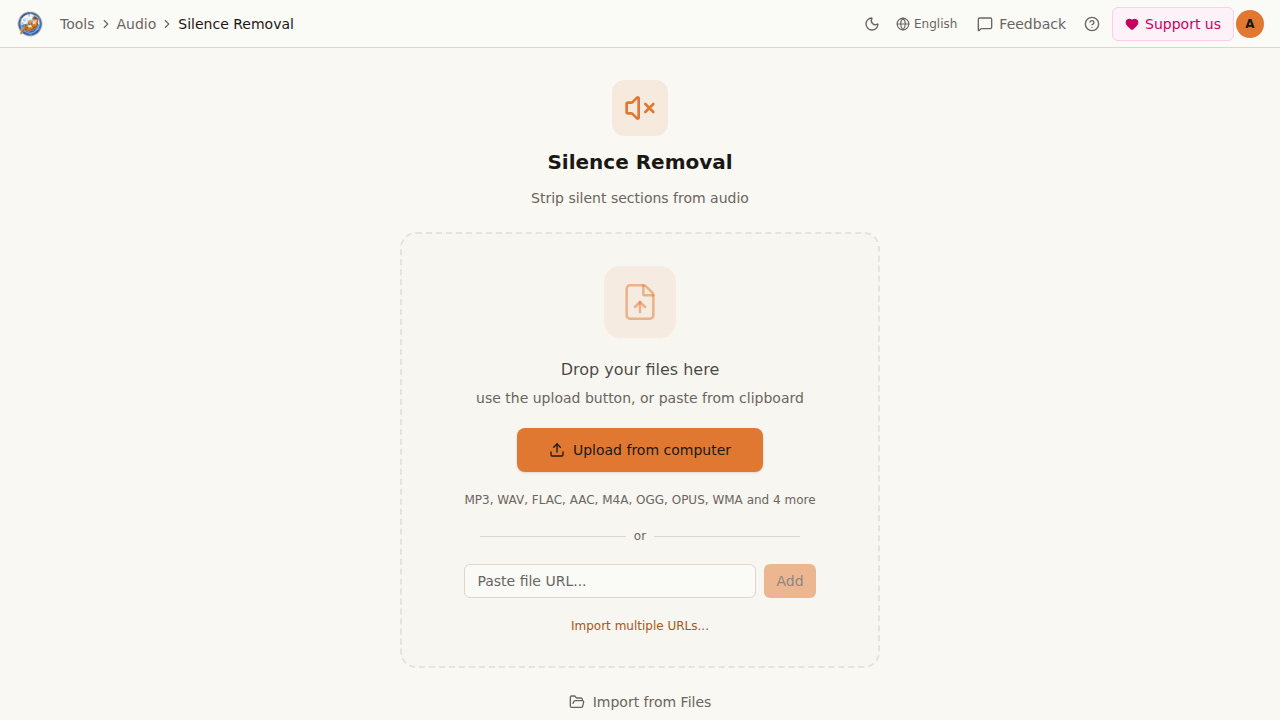 Tools > Audio > Silence Removal
English
Feedback
Support us
A
Silence Removal
Strip silent sections from audio
Drop your files here
use the upload button, or paste from clipboard
Upload from computer
MP3, WAV, FLAC, AAC, M4A, OGG, OPUS, WMA and 4 more
or
Paste file URL...
Add
Import multiple URLs...
Import from Files